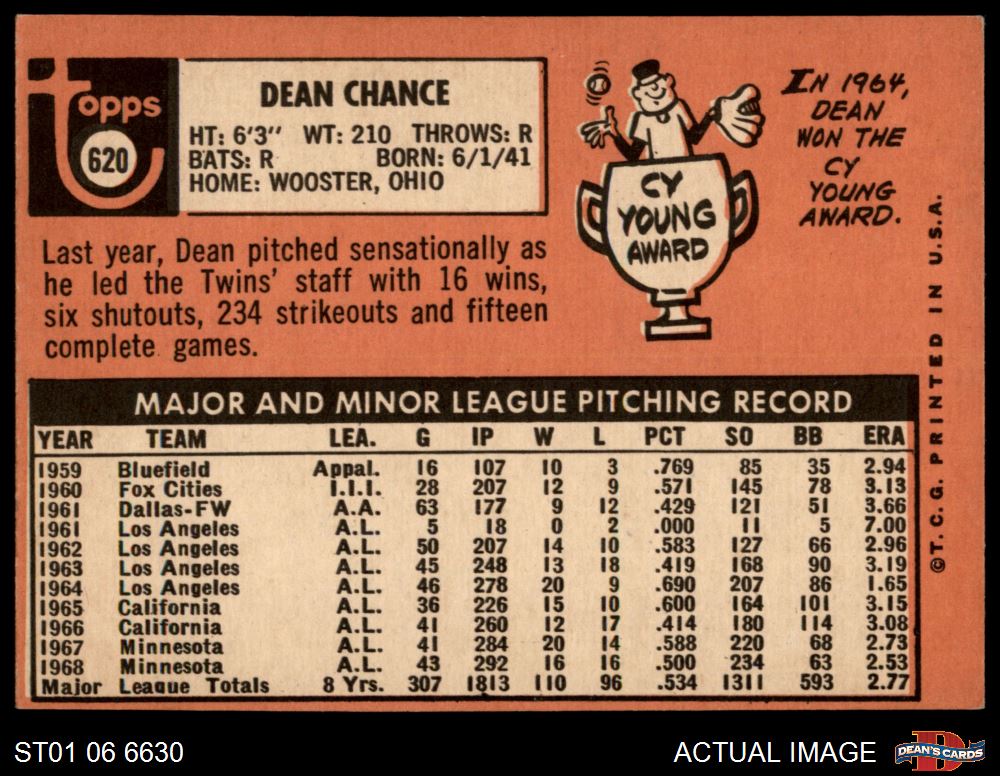 Topps
620
DEAN CHANCE
HT: 6'3" WT: 210 THROWS: R
BATS: R BORN: 6/1/41
HOME: WOOSTER, OHIO
IN 1964,
DEAN
WON THE
CY
YOUNG
AWARD.
CY
YOUNG
AWARD
Last year, Dean pitched sensationally as
he led the Twins' staff with 16 wins,
six shutouts, 234 strikeouts and fifteen
complete games.
MAJOR AND MINOR LEAGUE PITCHING RECORD
YEAR TEAM LEA. G IP W L PCT SO BB ERA
1959 Bluefield Appal. 16 107 10 3 .769 85 35 2.94
1960 Fox Cities I.I.I. 28 207 12 9 .571 145 78 3.13
1961 Dallas-FW A.A. 63 177 9 12 .429 121 51 3.66
1961 Los Angeles A.L. 5 18 0 2 .000 11 5 7.00
1962 Los Angeles A.L. 50 207 14 10 .583 127 66 2.96
1963 Los Angeles A.L. 45 248 13 18 .419 168 90 3.19
1964 Los Angeles A.L. 46 278 20 9 .690 207 86 1.65
1965 California A.L. 36 226 15 10 .600 164 101 3.15
1966 California A.L. 41 260 12 17 .414 180 114 3.08
1967 Minnesota A.L. 41 284 20 14 .588 220 68 2.73
1968 Minnesota A.L. 43 292 16 16 .500 234 63 2.53
Major League Totals 8 Yrs. 307 1813 110 96 .534 1311 593 2.77
©T. C. G. PRINTED IN U.S.A.
ST01 06 6630
ACTUAL IMAGE
D
DEAN'S CARDS